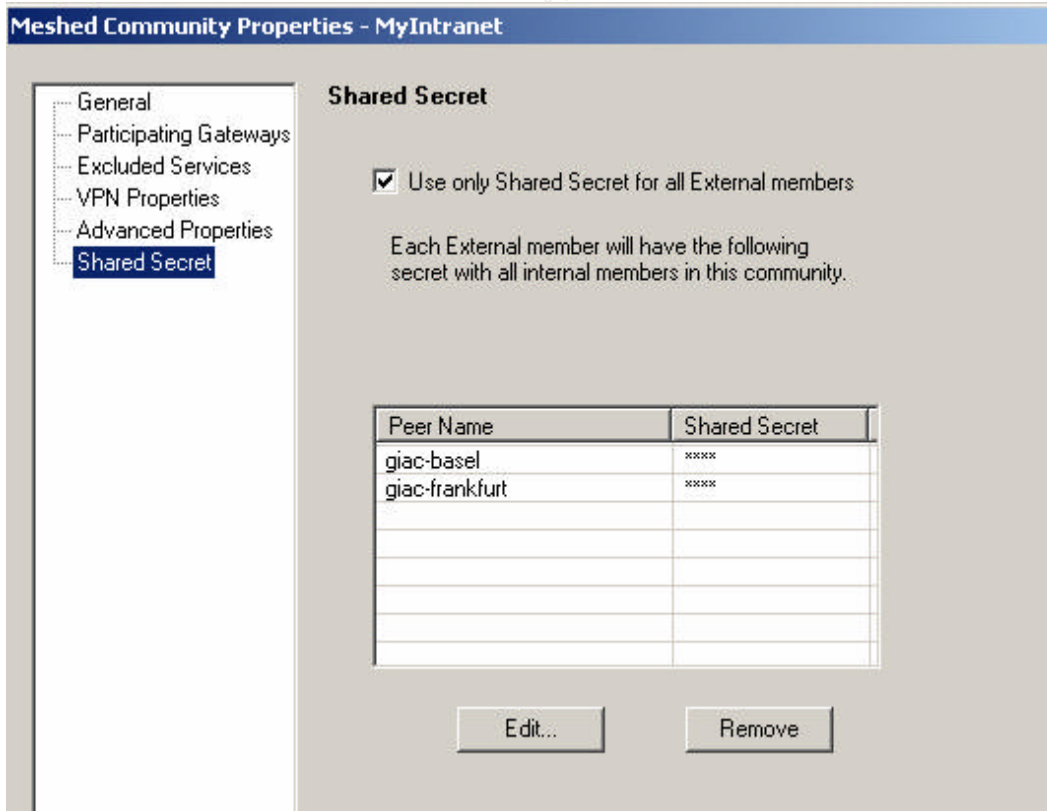 Meshed Community Properties - MyIntranet
General
Participating Gateways
Excluded Services
VPN Properties
Advanced Properties
Shared Secret
Shared Secret
Use only Shared Secret for all External members
Each External member will have the following
secret with all internal members in this community.
Peer Name Shared Secret
giac-basel ****
giac-frankfurt ****
Edit... Remove